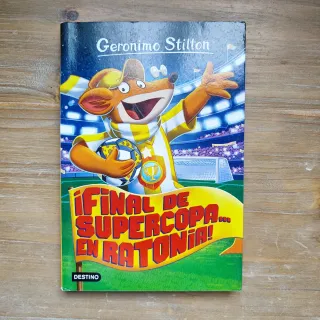 Geronimo Stilton
¡FINAL DE
SUPERCOPA...
EN RATONIA!
DESTINO